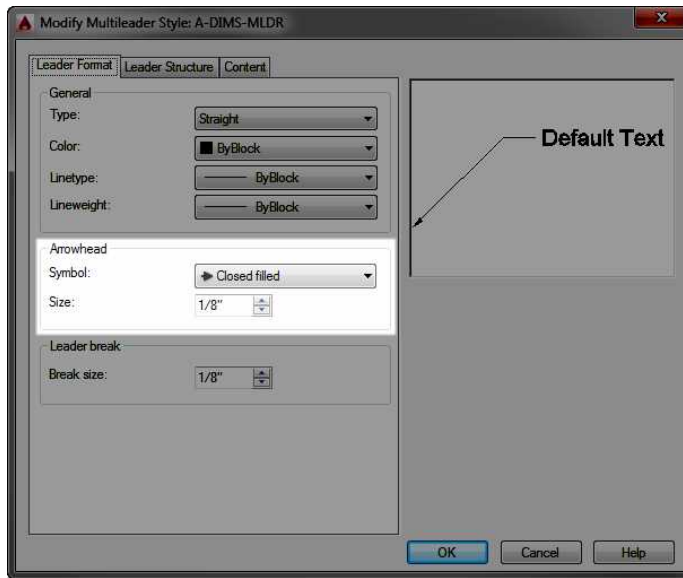 Modify Multileader Style: A-DIMS-MLDR
Leader Format Leader Structure Content
General
Type: Straight
Color: ByBlock
Linetype: ByBlock
Lineweight: ByBlock
Arrowhead
Symbol: Closed filled
Size: 1/8"
Leader break
Break size: 1/8"
Default Text
OK Cancel Help